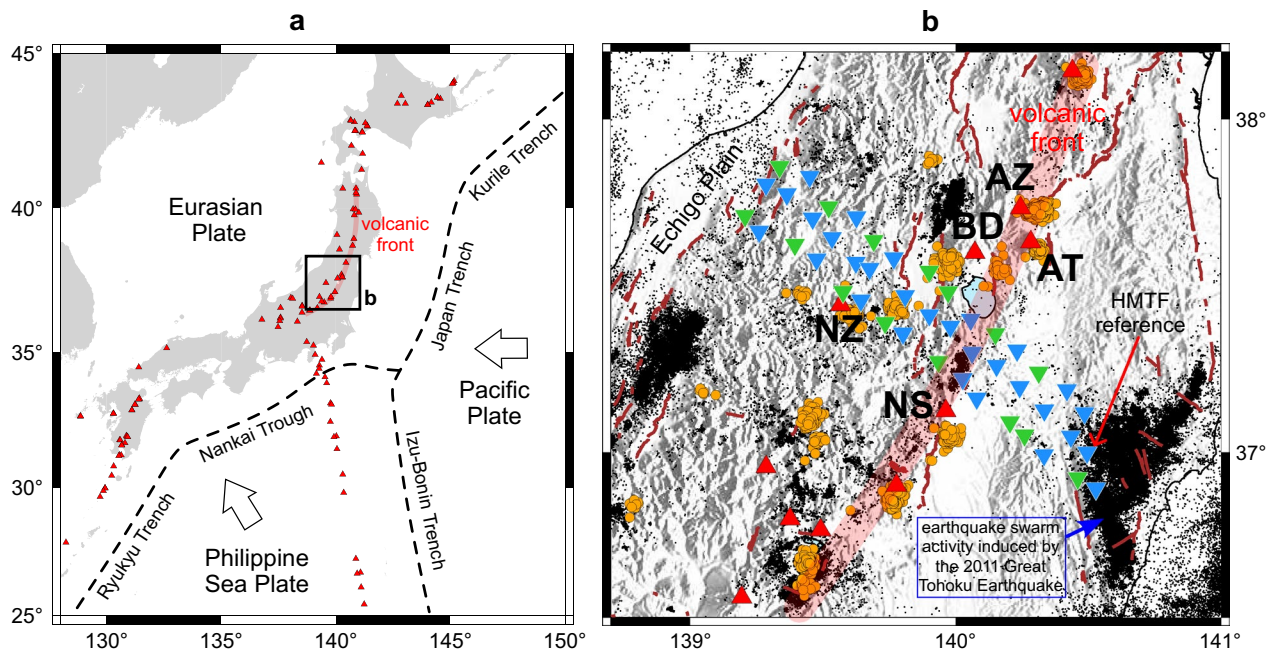 a
45°
40°
35°
30°
25°
130°
135°
140°
145°
150°
Eurasian
Plate
volcanic
front
b
Kurile Trench
Japan Trench
Pacific
Plate
Nankai Trough
Izu-Bonin Trench
Ryukyu Trench
Philippine
Sea Plate
b
38°
37°
139°
140°
141°
volcanic
front
Echigo Plain
AZ
BD
AT
NZ
NS
HMTF
reference
earthquake swarm
activity induced by
the 2011 Great
Tohoku Earthquake